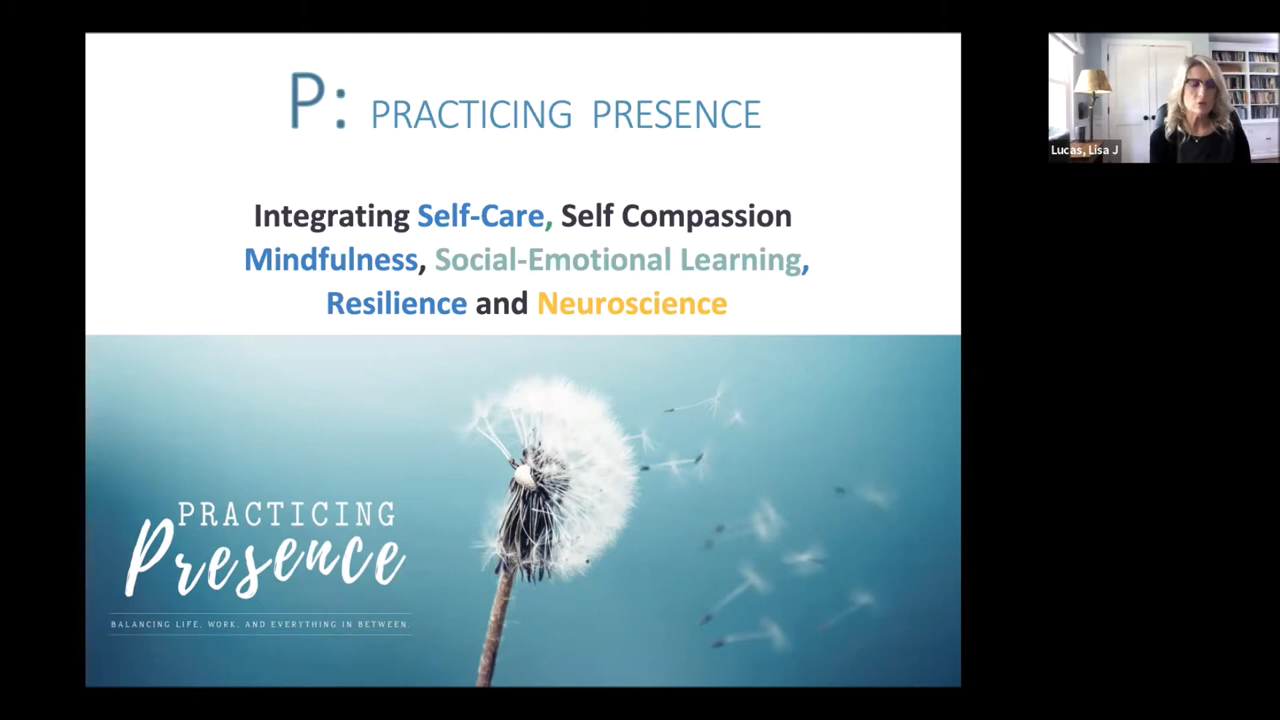 P: PRACTICING PRESENCE
Integrating Self-Care, Self Compassion
Mindfulness, Social-Emotional Learning,
Resilience and Neuroscience
PRACTICING
Presence
BALANCING LIFE, WORK, AND EVERYTHING IN BETWEEN.
Lucas, Lisa J